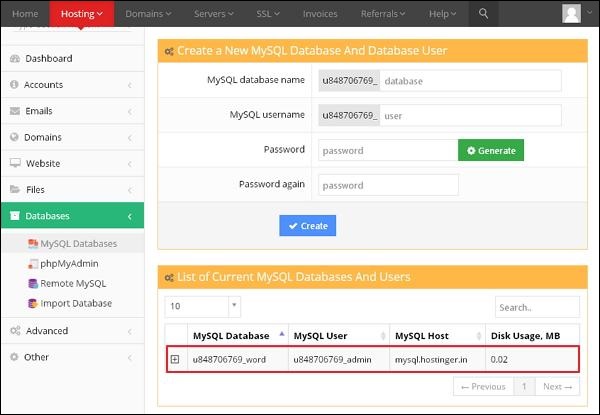 Home Hosting Domains Servers SSL Invoices Referrals Help
Dashboard
Accounts
Emails
Domains
Website
Files
Databases
MySQL Databases
phpMyAdmin
Remote MySQL
Import Database
Advanced
Other
Create a New MySQL Database And Database User
MySQL database name u848706769_ database
MySQL username u848706769_ user
Password password Generate
Password again password
Create
List of Current MySQL Databases And Users
10 Search..
MySQL Database MySQL User MySQL Host Disk Usage, MB
u848706769_word u848706769_admin mysql.hostinger.in 0.02
← Previous 1 Next →